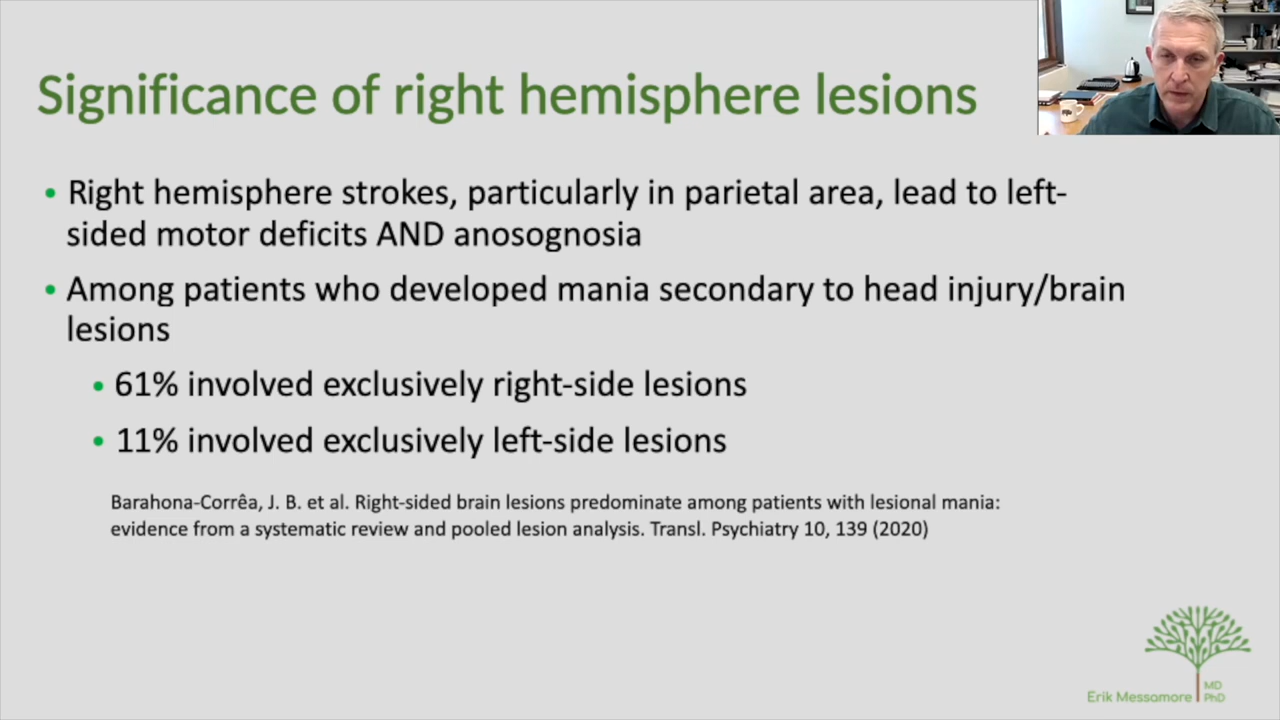 Significance of right hemisphere lesions
• Right hemisphere strokes, particularly in parietal area, lead to left-
sided motor deficits AND anosognosia
• Among patients who developed mania secondary to head injury/brain
lesions
• 61% involved exclusively right-side lesions
• 11% involved exclusively left-side lesions
Barahona-Corrêa, J. B. et al. Right-sided brain lesions predominate among patients with lesional mania:
evidence from a systematic review and pooled lesion analysis. Transl. Psychiatry 10, 139 (2020)
Erik Messamore
MD
PhD